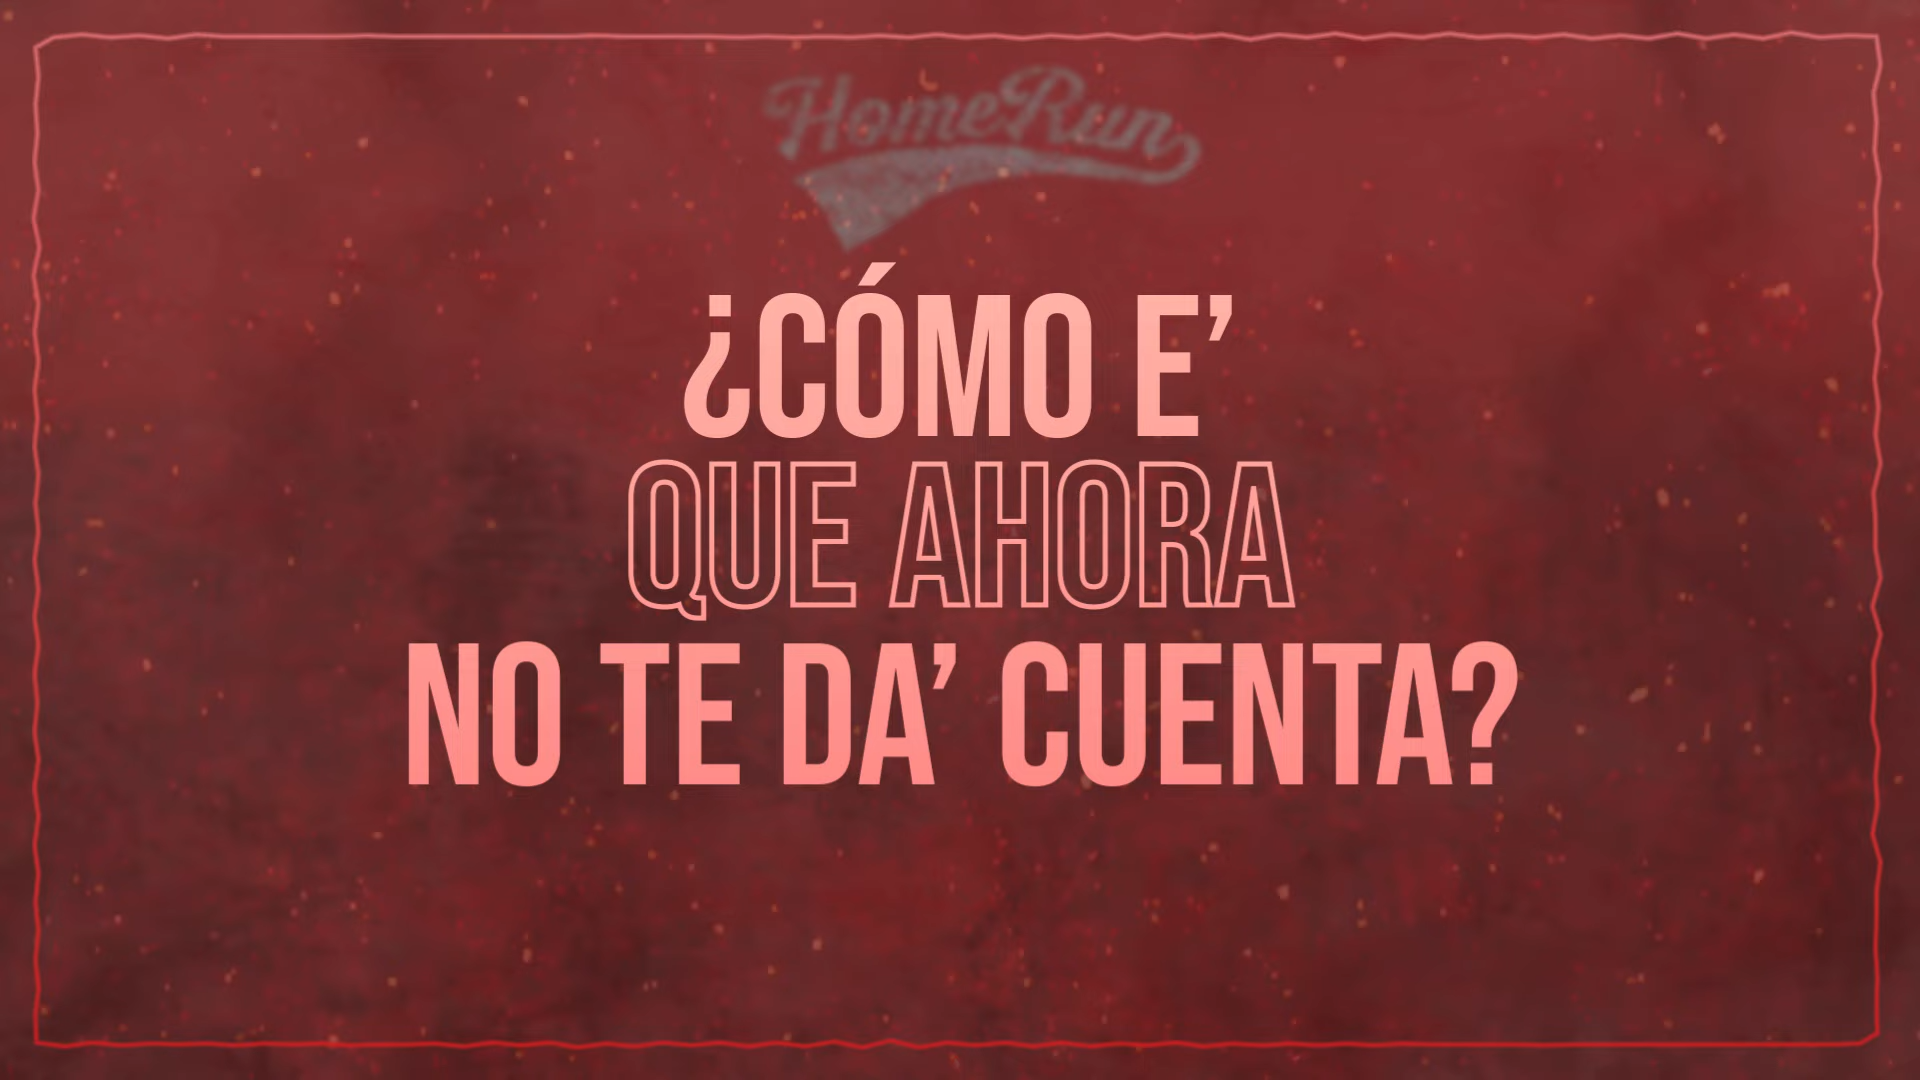 HomeRun
¿CÓMO E’
QUE AHORA
NO TE DA’ CUENTA?